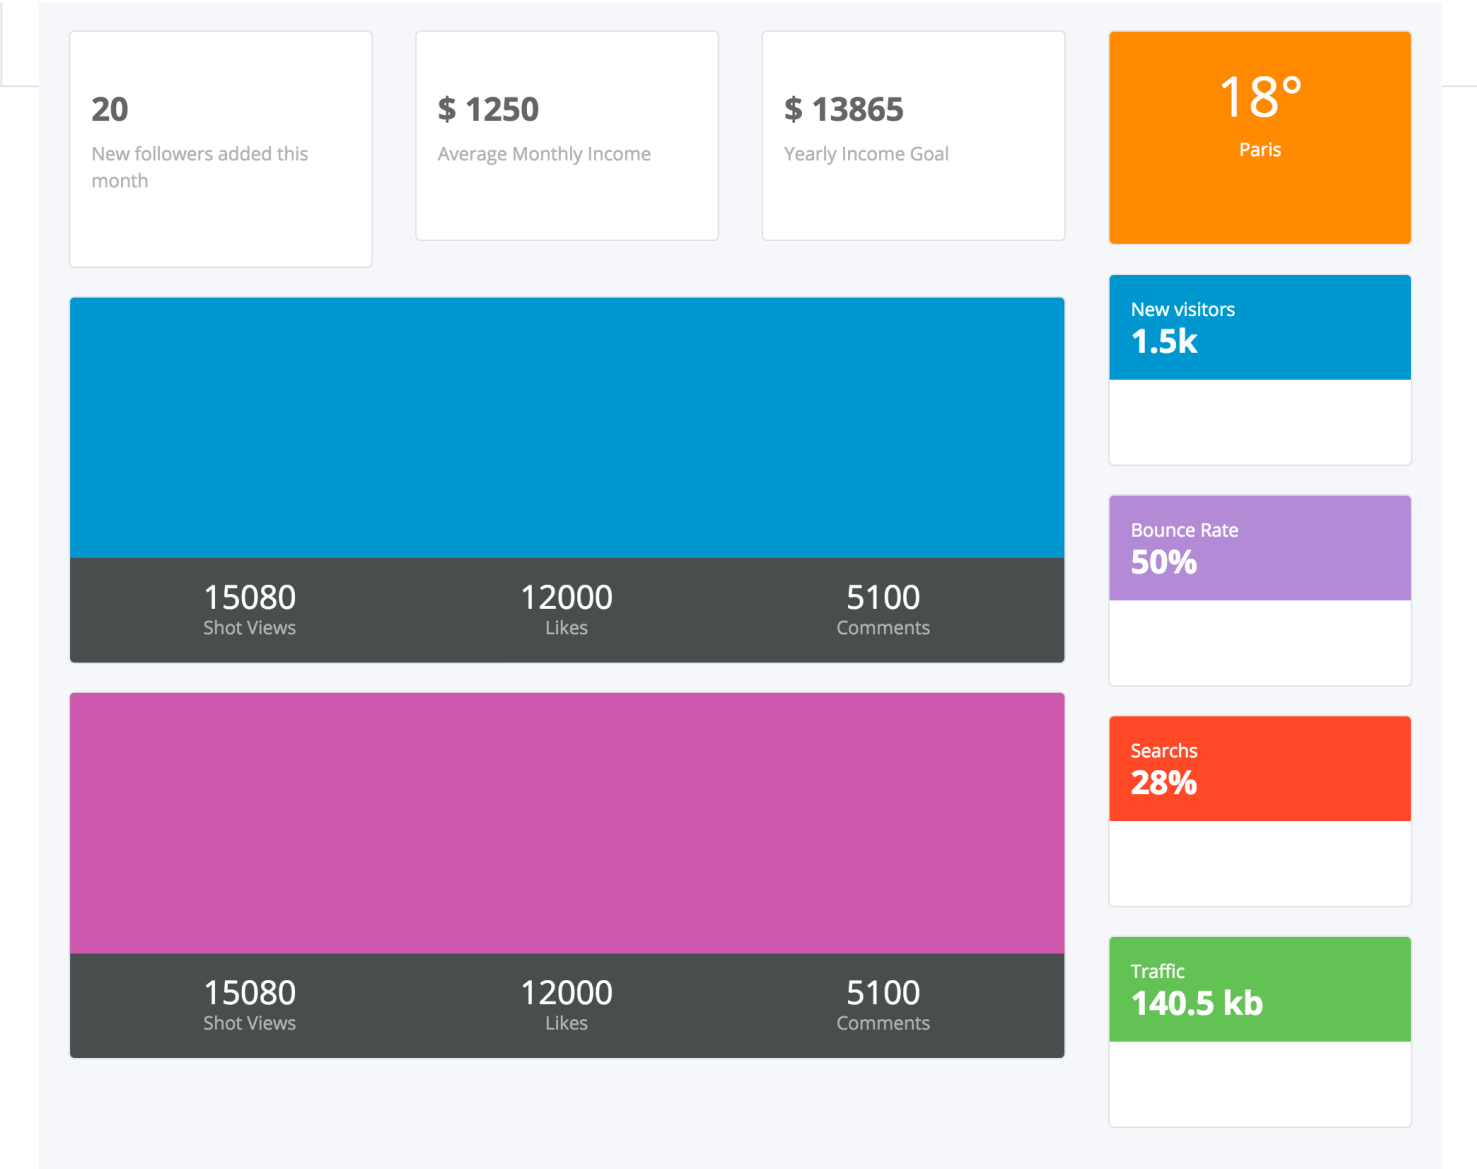 20
New followers added this
month
$ 1250
Average Monthly Income
$ 13865
Yearly Income Goal
18°
Paris
New visitors
1.5k
15080
Shot Views
12000
Likes
5100
Comments
Bounce Rate
50%
Searchs
28%
15080
Shot Views
12000
Likes
5100
Comments
Traffic
140.5 kb